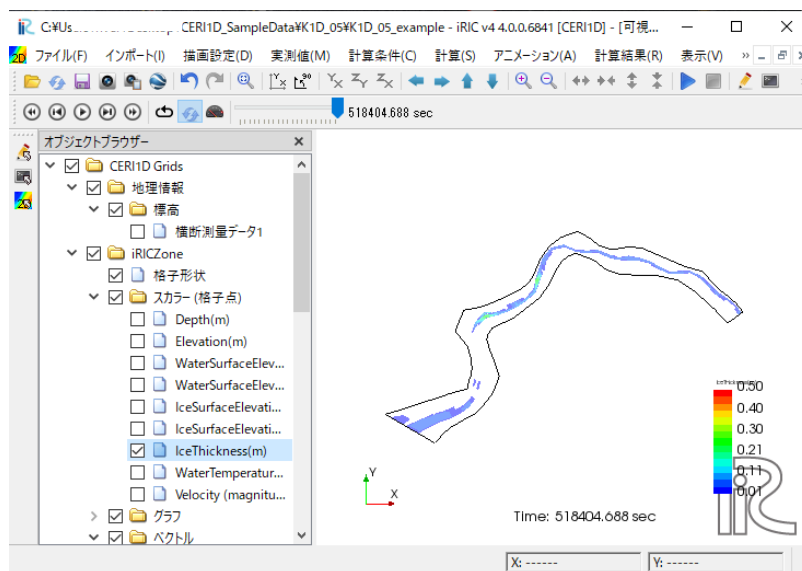 C:¥Us CERI1D_SampleData¥K1D_05¥K1D_05_example - iRIC v4 4.0.0.6841 [CERI1D] - [可視...
ファイル(F) インポート(I) 描画設定(D) 実測値(M) 計算条件(C) 計算(S) アニメーション(A) 計算結果(R) 表示(V) »
518404.688 sec
オブジェクトブラウザー
CERI1D Grids
地理情報
標高
横断測量データ1
iRICZone
格子形状
スカラー (格子点)
Depth(m)
Elevation(m)
WaterSurfaceElev...
WaterSurfaceElev...
IceSurfaceElevati...
IceSurfaceElevati...
IceThickness(m)
WaterTemperatur...
Velocity (magnitu...
グラフ
ベクトル
0.50
0.40
0.30
0.21
0.11
0.01
Y
X
Time: 518404.688 sec
iRIC
X: ------
Y: ------